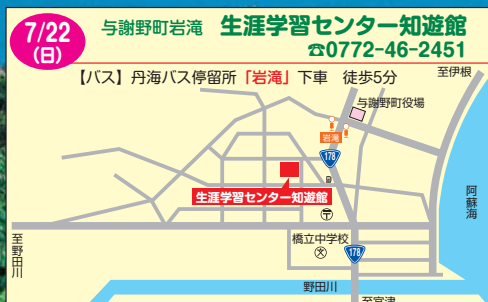 7/22
(日)
与謝野町岩滝 生涯学習センター知遊館
☎0772-46-2451
【バス】丹海バス停留所「岩滝」下車 徒歩5分
至伊根
与謝野町役場
岩滝
178
生涯学習センター知遊館
〒
阿蘇海
至野田川
橋立中学校
文
178
野田川
至宮津